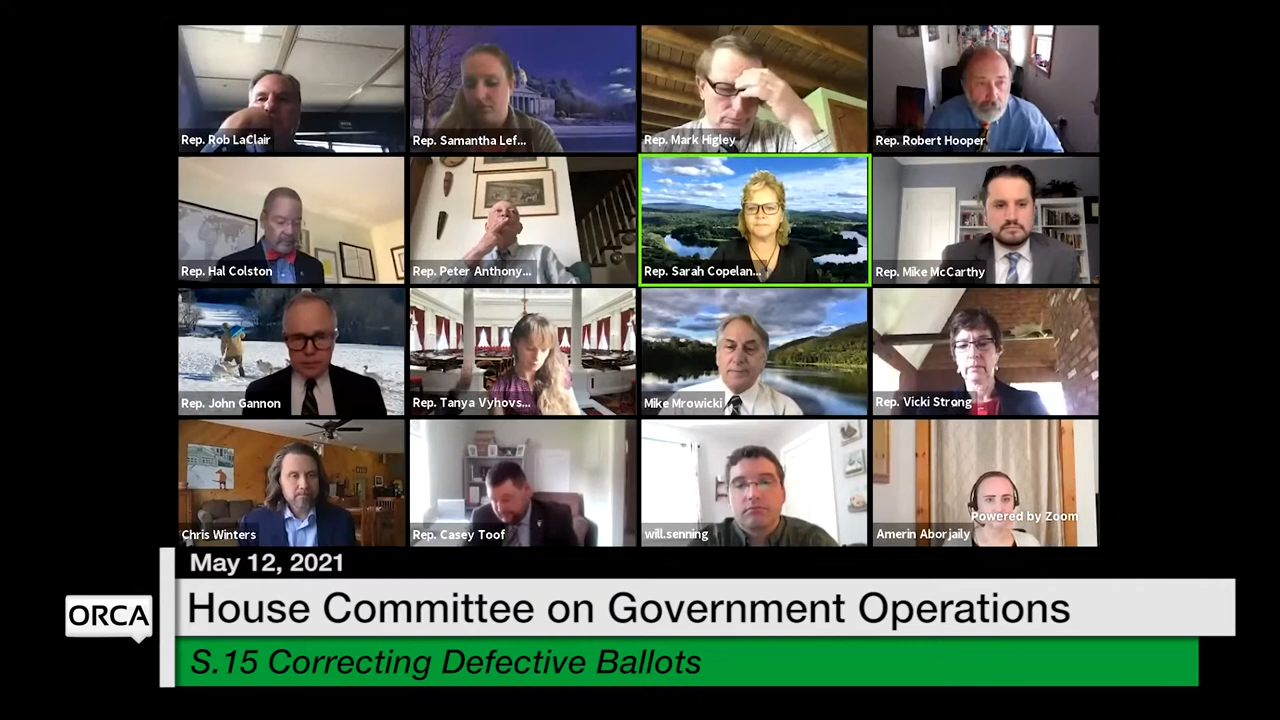 Rep. Rob LaClair
Rep. Samantha Lef...
Rep. Mark Higley
Rep. Robert Hooper
Rep. Hal Colston
Rep. Peter Anthony...
Rep. Sarah Copelan...
Rep. Mike McCarthy
Rep. John Gannon
Rep. Tanya Vyhovs...
Mike Mrowicki
Rep. Vicki Strong
Chris Winters
Rep. Casey Toof
will.senning
Amerin Aborjaily
Powered by Zoom
May 12, 2021
ORCA
House Committee on Government Operations
S.15 Correcting Defective Ballots